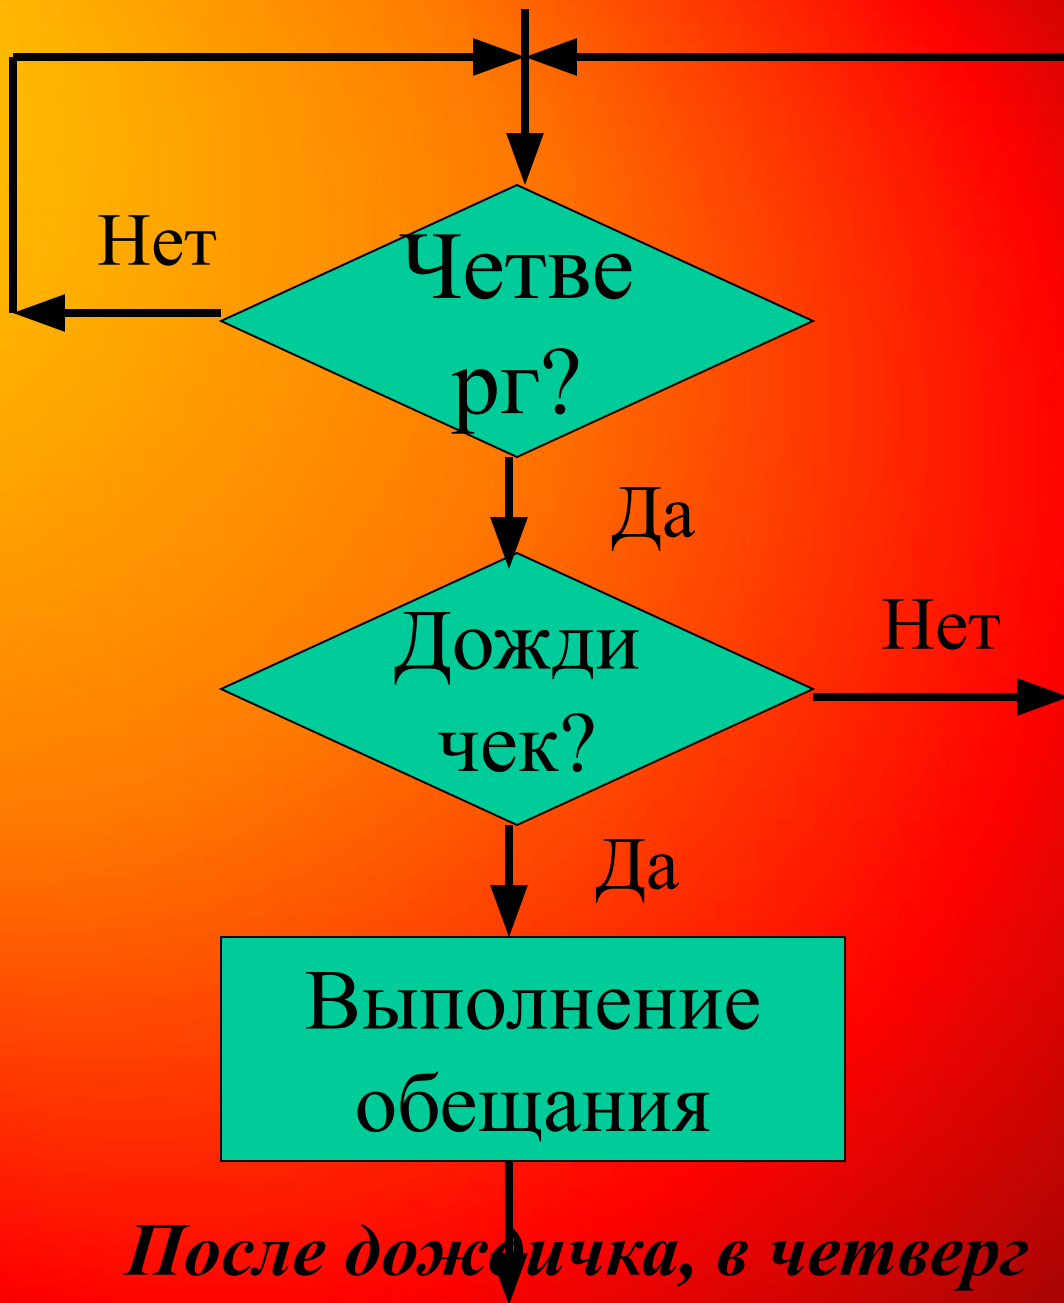 Нет
Четве
рг?
Да
Дожди
чек?
Нет
Да
Выполнение
обещания
После дождичка, в четверг